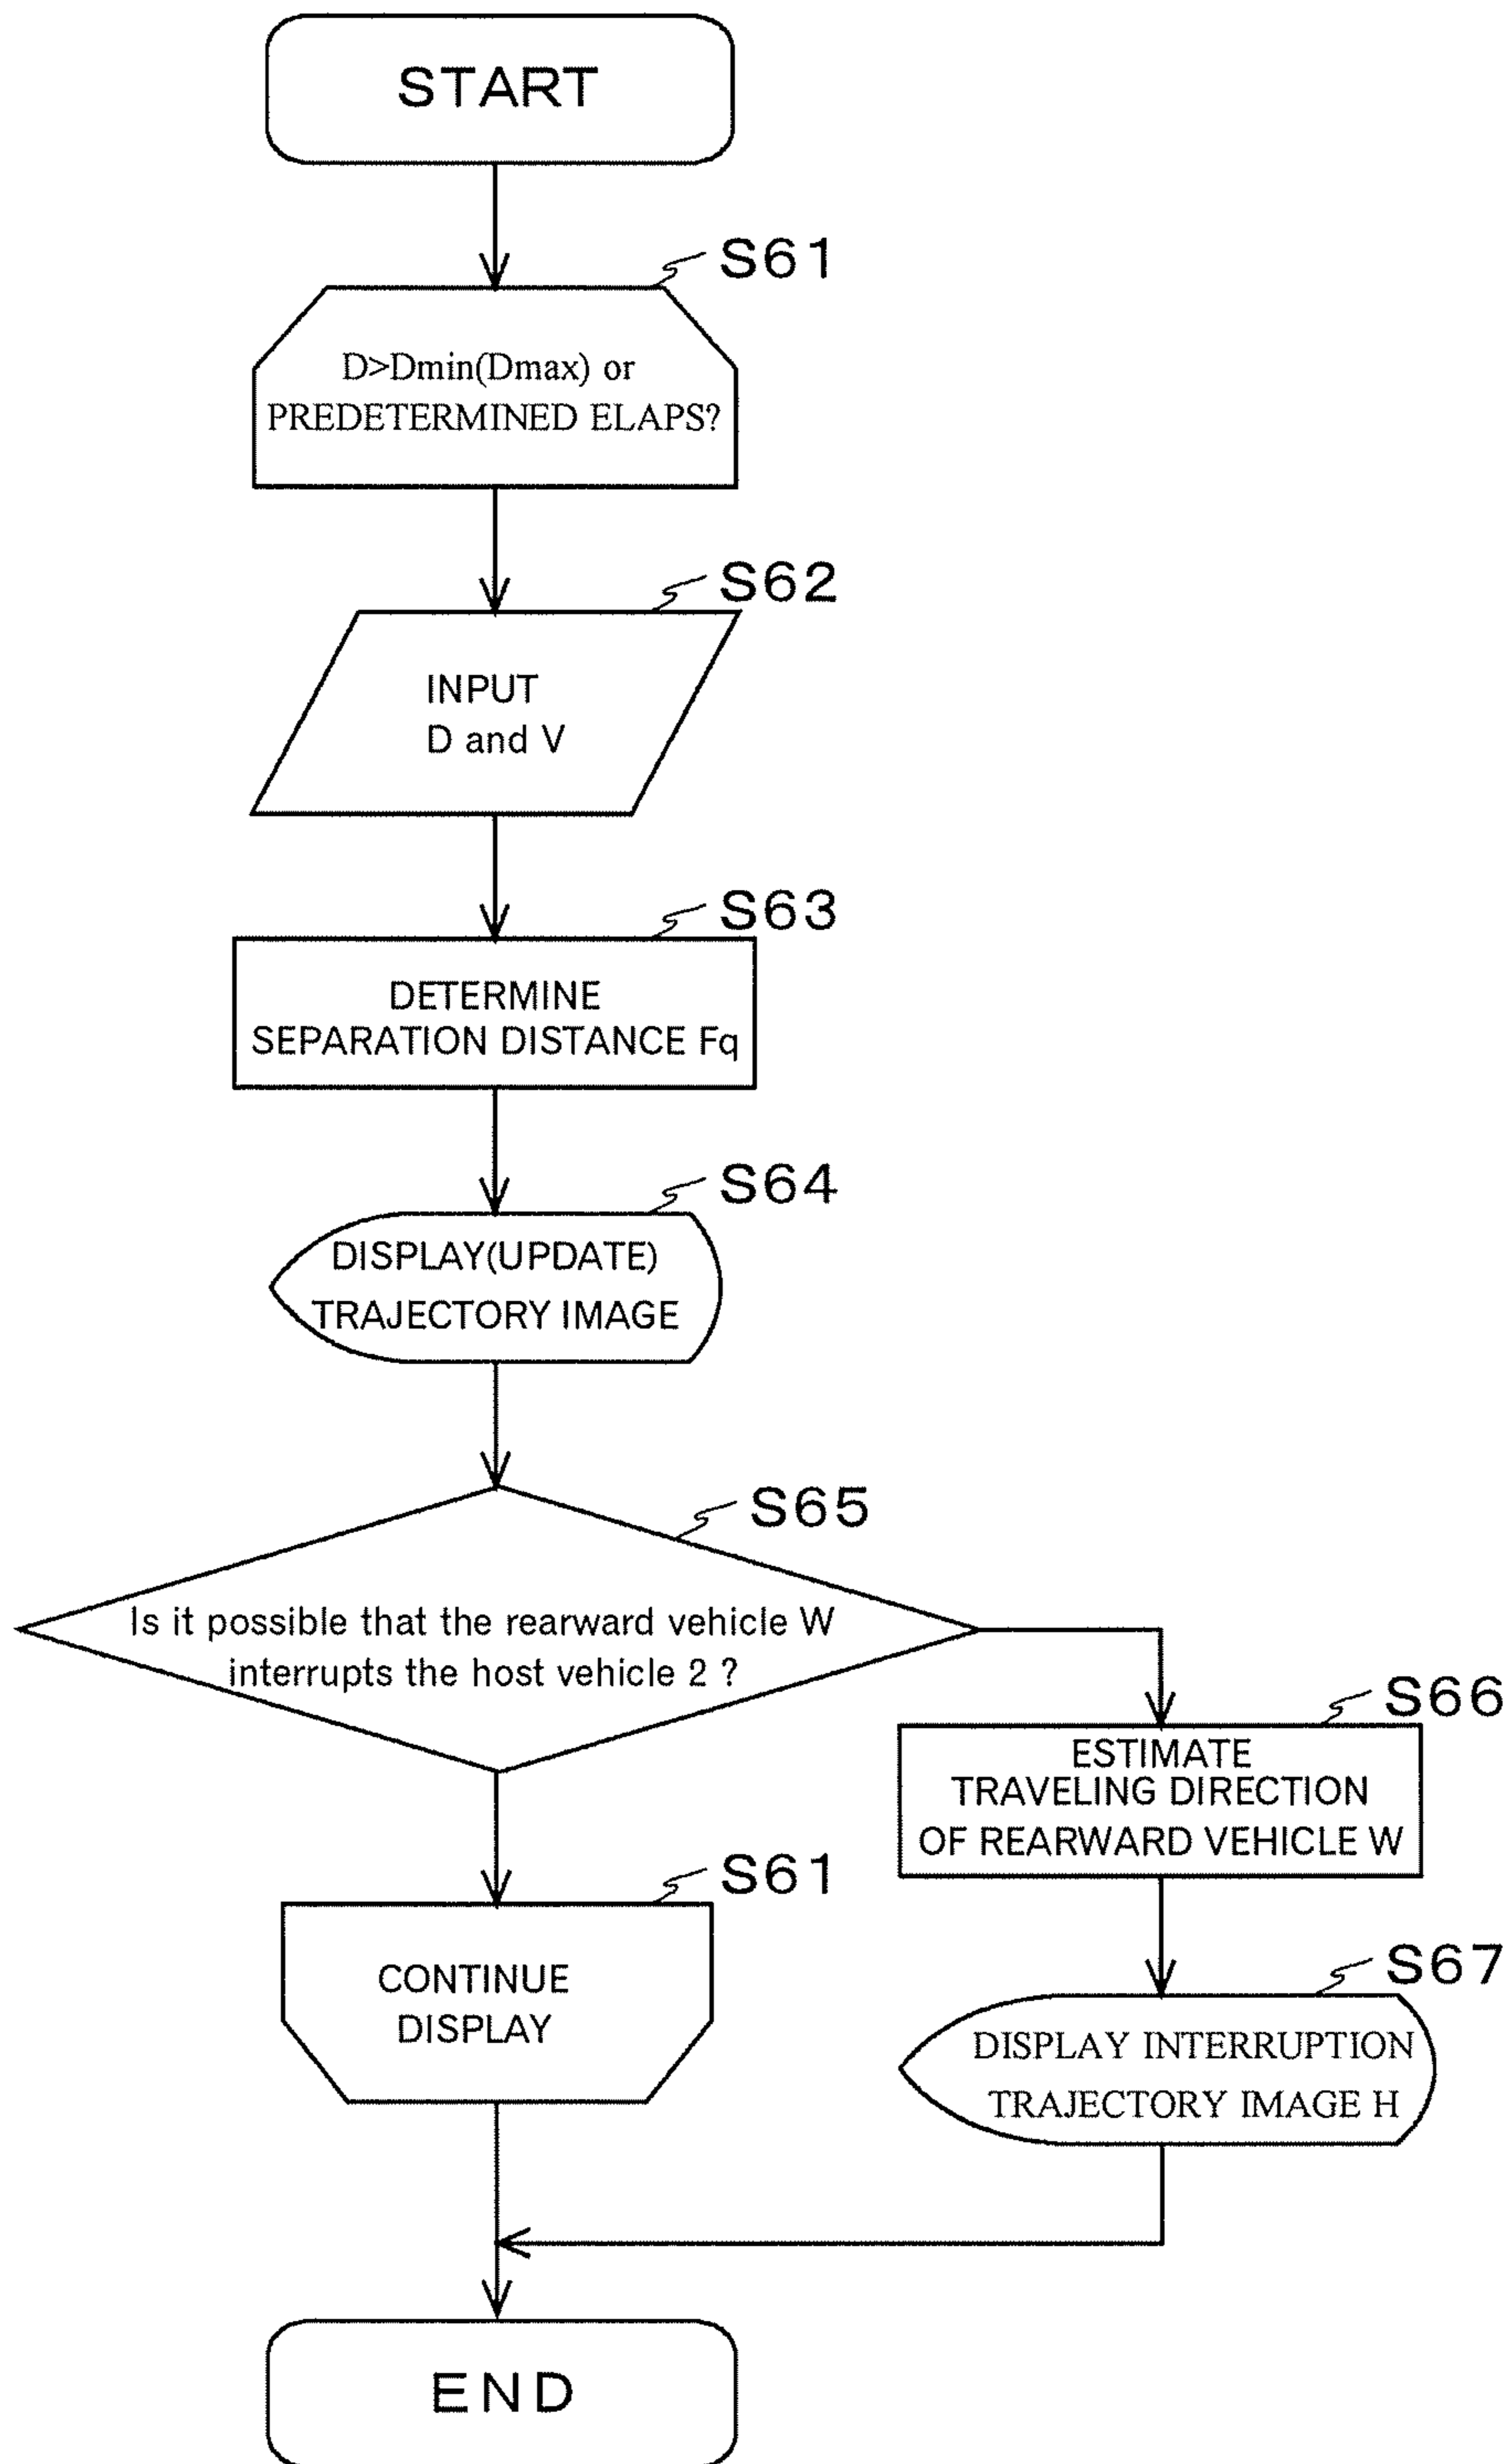 START
S61
D>Dmin(Dmax) or
PREDETERMINED ELAPS?
S62
INPUT
D and V
S63
DETERMINE
SEPARATION DISTANCE Fq
S64
DISPLAY(UPDATE)
TRAJECTORY IMAGE
S65
Is it possible that the rearward vehicle W
interrupts the host vehicle 2 ?
S66
ESTIMATE
TRAVELING DIRECTION
OF REARWARD VEHICLE W
S61
CONTINUE
DISPLAY
S67
DISPLAY INTERRUPTION
TRAJECTORY IMAGE H
END